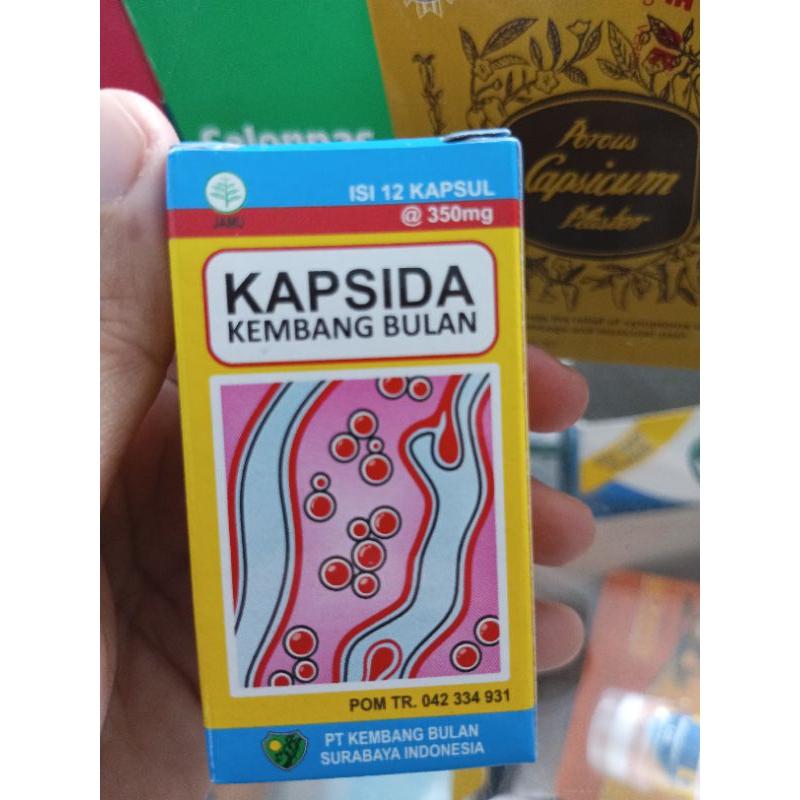 Salonpas
Porous
Capsicum
Plaster
JAMU
ISI 12 KAPSUL
@ 350mg
KAPSIDA
KEMBANG BULAN
POM TR. 042 334 931
PT KEMBANG BULAN
SURABAYA INDONESIA